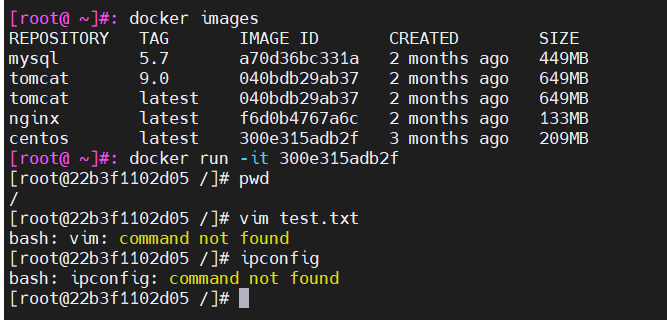 [root@ ~]#: docker images
REPOSITORY   TAG       IMAGE ID       CREATED        SIZE
mysql        5.7       a70d36bc331a   2 months ago   449MB
tomcat       9.0       040bdb29ab37   2 months ago   649MB
tomcat       latest    040bdb29ab37   2 months ago   649MB
nginx        latest    f6d0b4767a6c   2 months ago   133MB
centos       latest    300e315adb2f   3 months ago   209MB
[root@ ~]#: docker run -it 300e315adb2f
[root@22b3f1102d05 /]# pwd
/
[root@22b3f1102d05 /]# vim test.txt
bash: vim: command not found
[root@22b3f1102d05 /]# ipconfig
bash: ipconfig: command not found
[root@22b3f1102d05 /]#